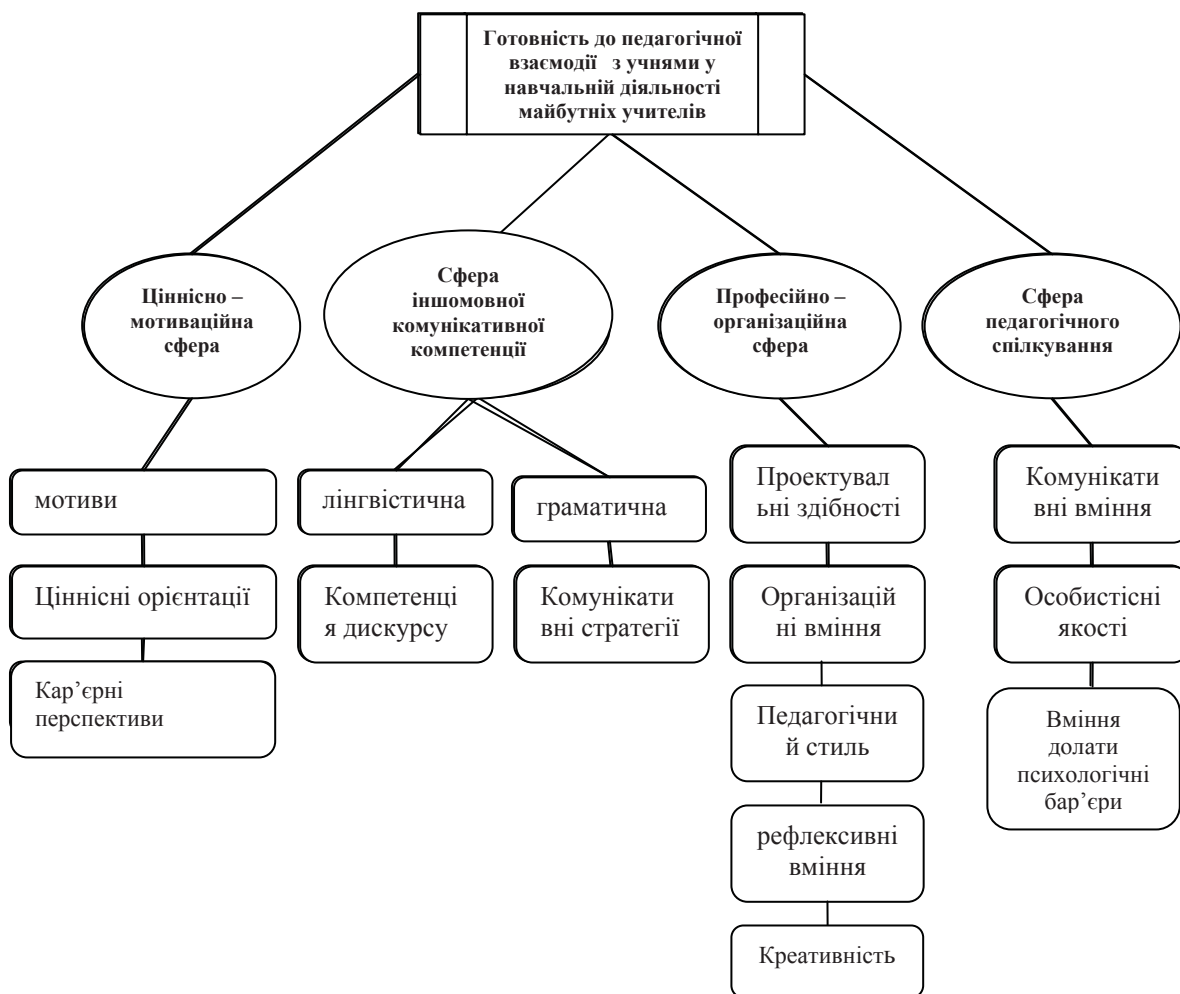 Готовність до педагогічної
взаємодії з учнями у
навчальній діяльності
майбутніх учителів
Ціннісно –
мотиваційна
сфера
Сфера
іншомовної
комунікативної
компетенції
Професійно –
організаційна
сфера
Сфера
педагогічного
спілкування
мотиви
Ціннісні орієнтації
Кар’єрні
перспективи
лінгвістична
Компетенці
я дискурсу
граматична
Комунікати
вні стратегії
Проектувал
ьні здібності
Організацій
ні вміння
Педагогічни
й стиль
рефлексивні
вміння
Креативність
Комунікати
вні вміння
Особистісні
якості
Вміння
долати
психологічні
бар’єри